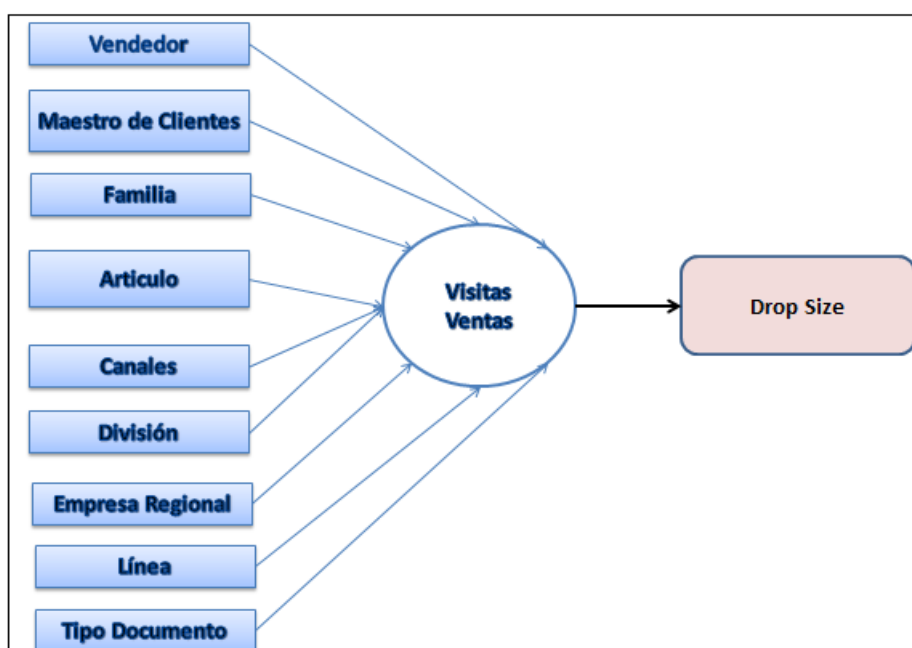 Vendedor
Maestro de Clientes
Familia
Articulo
Canales
División
Empresa Regional
Línea
Tipo Documento
Visitas
Ventas
Drop Size